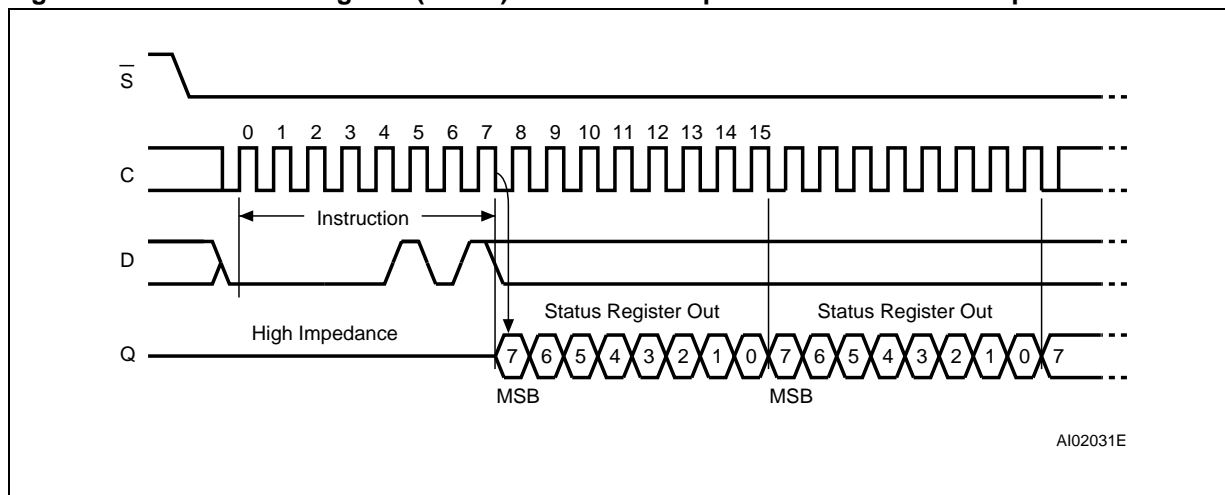 S
0 1 2 3 4 5 6 7 8 9 10 11 12 13 14 15
C
Instruction
D
Status Register Out Status Register Out
High Impedance
Q 7 6 5 4 3 2 1 0 7 6 5 4 3 2 1 0 7
MSB MSB
AI02031E